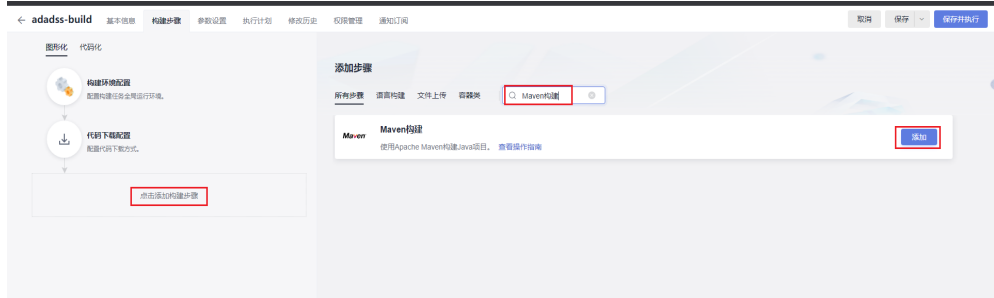 ← adadss-build 基本信息 构建步骤 参数设置 执行计划 修改历史 权限管理 通知订阅 取消 保存 保存并执行
图形化 代码化
构建环境配置
配置构建任务全局运行环境。
代码下载配置
配置代码下载方式。
点击添加构建步骤
添加步骤
所有步骤 语言构建 文件上传 容器类 Maven构建
Maven Maven构建 添加
使用Apache Maven构建Java项目。 查看操作指南